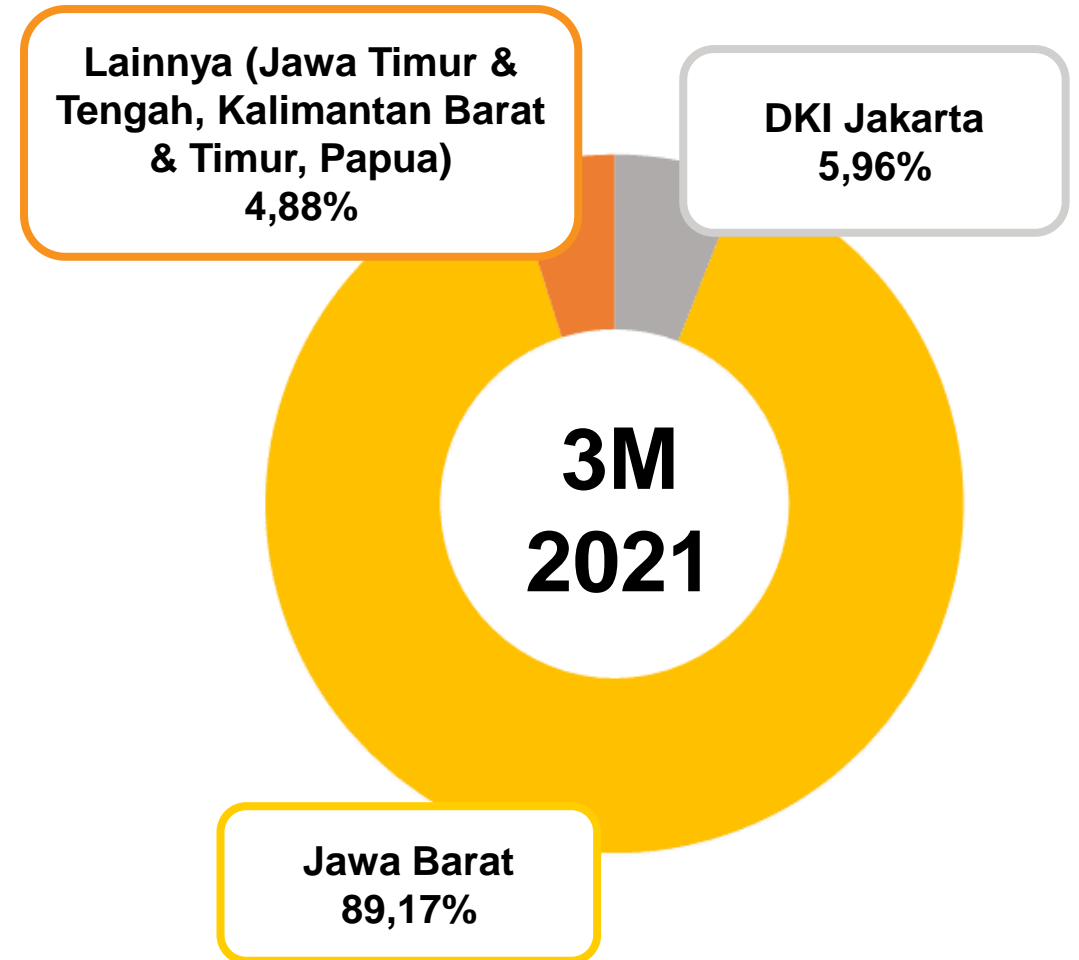 Lainnya (Jawa Timur &
Tengah, Kalimantan Barat
& Timur, Papua)
4,88%
DKI Jakarta
5,96%
3M
2021
Jawa Barat
89,17%